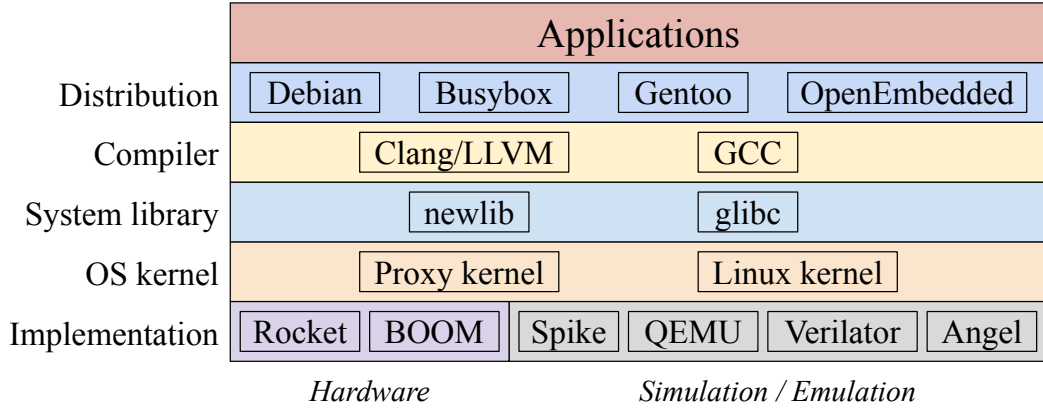 Applications
Distribution Debian Busybox Gentoo OpenEmbedded
Compiler Clang/LLVM GCC
System library newlib glibc
OS kernel Proxy kernel Linux kernel
Implementation Rocket BOOM Spike QEMU Verilator Angel
Hardware Simulation / Emulation